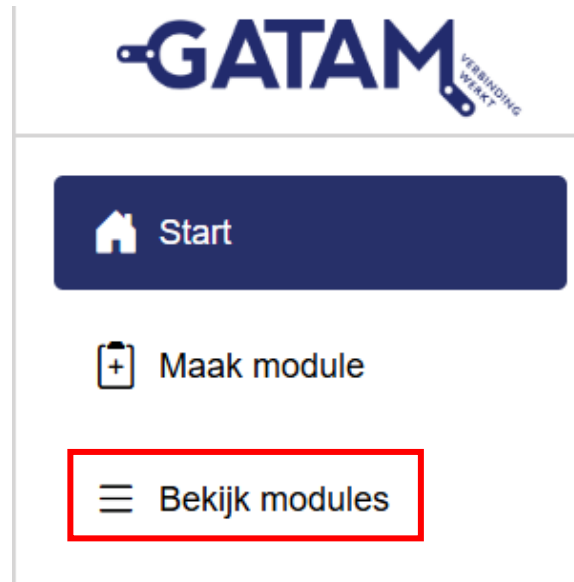 GATAM
VERBINDING
WERKT
Start
Maak module
Bekijk modules